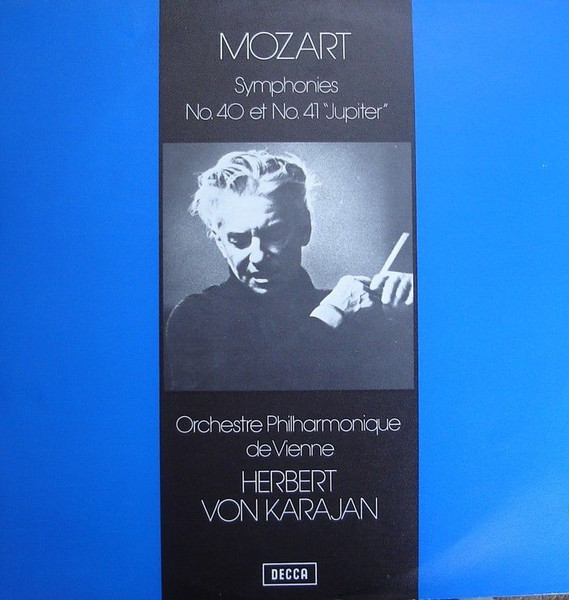 MOZART
Symphonies
No. 40 et No. 41 "Jupiter"
Orchestre Philharmonique
de Vienne
HERBERT
VON KARAJAN
DECCA